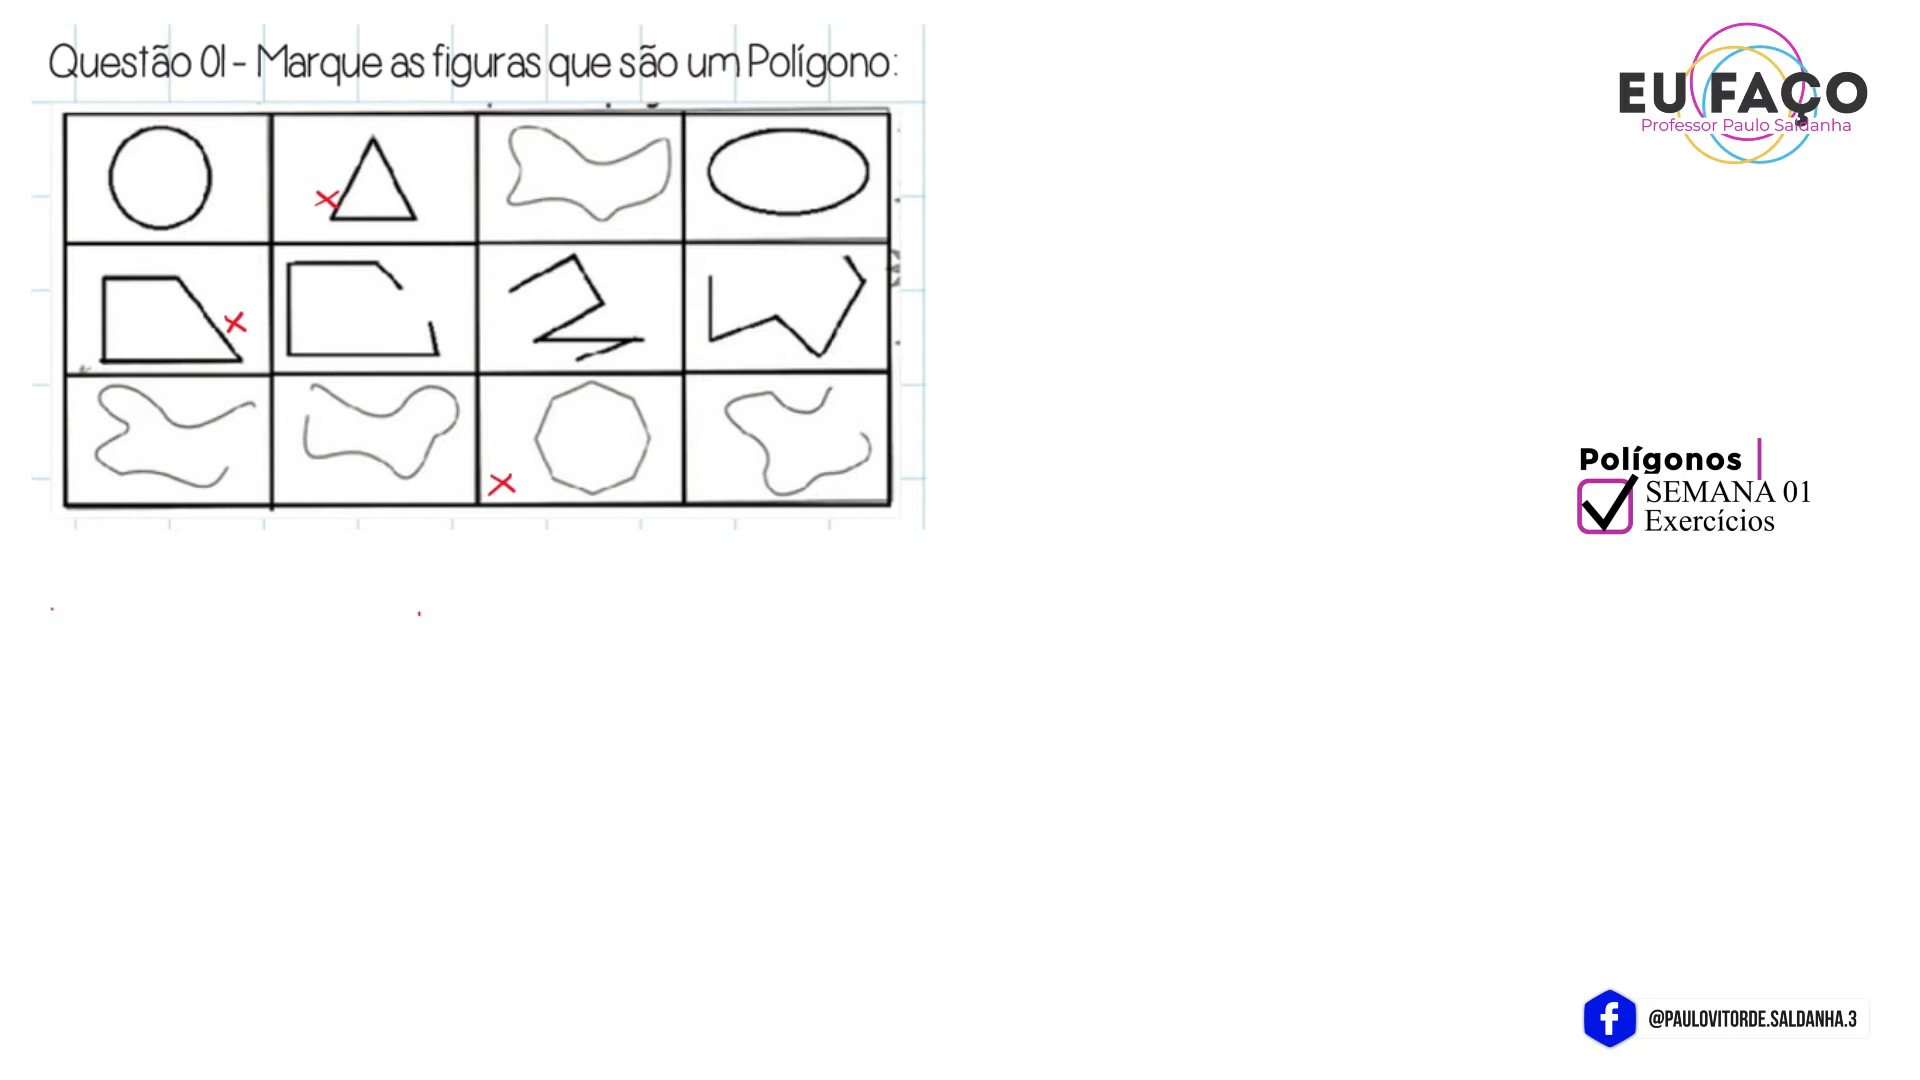 Questão 01 - Marque as figuras que são um Polígono:
EU FAÇO
Professor Paulo Saldanha
Polígonos
SEMANA 01
Exercícios
@PAULOVITORDE.SALDANHA.3